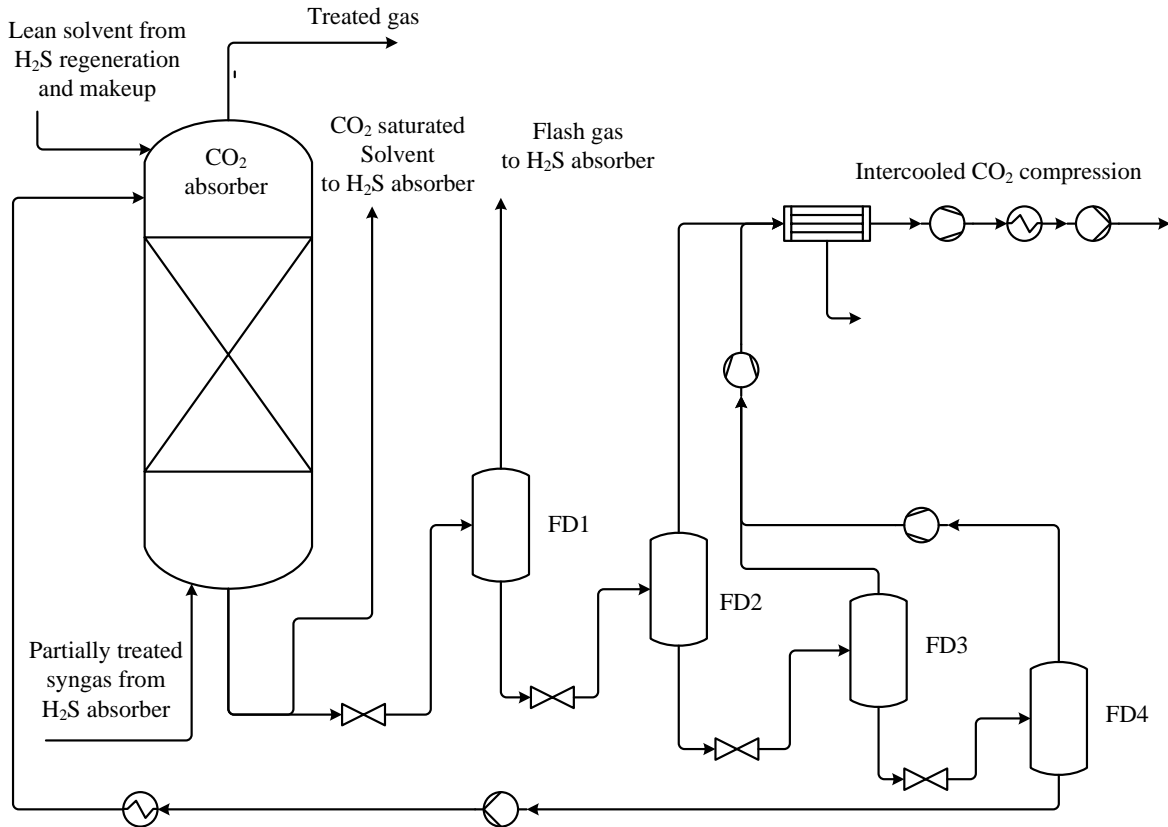 Treated gas
Lean solvent from
H₂S regeneration
and makeup
CO₂
absorber
CO₂ saturated
Solvent
to H₂S absorber
Flash gas
to H₂S absorber
Intercooled CO₂ compression
FD1
FD2
FD3
FD4
Partially treated
syngas from
H₂S absorber